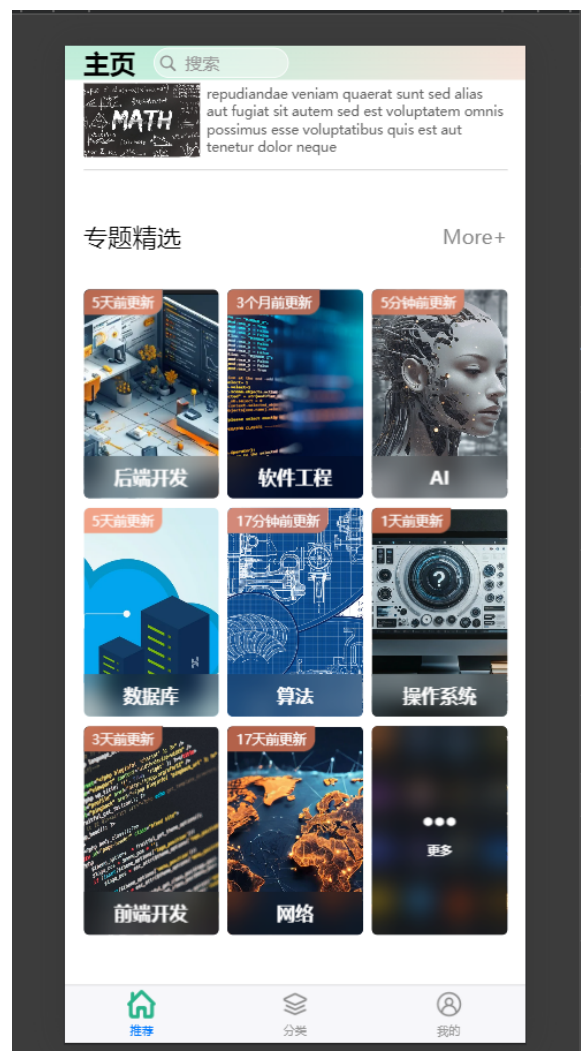 主页
搜索
MATH
repudiandae veniam quaerat sunt sed alias
aut fugiat sit autem sed est voluptatem omnis
possimus esse voluptatibus quis est aut
tenetur dolor neque
专题精选
More+
5天前更新
3个月前更新
5分钟前更新
后端开发
软件工程
AI
5天前更新
17分钟前更新
1天前更新
?
数据库
算法
操作系统
3天前更新
17天前更新
更多
前端开发
网络
推荐
分类
我的